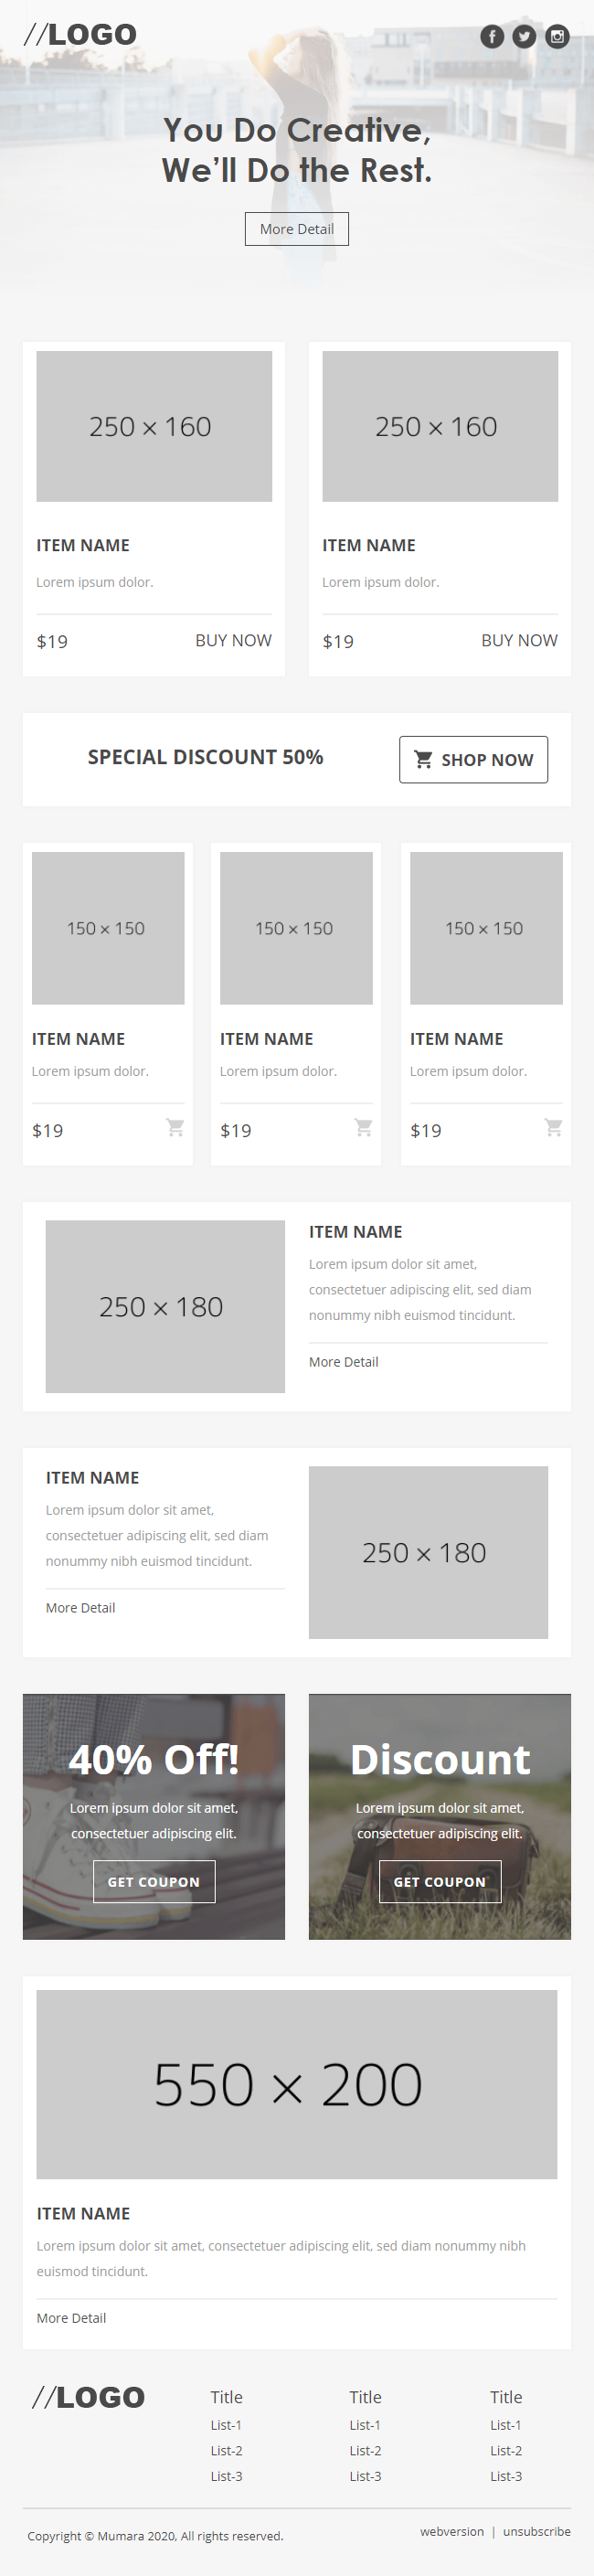 //LOGO
You Do Creative,
We'll Do the Rest.
More Detail
250 × 160
250 × 160
ITEM NAME
ITEM NAME
Lorem ipsum dolor.
Lorem ipsum dolor.
$19 BUY NOW
$19 BUY NOW
SPECIAL DISCOUNT 50%
SHOP NOW
150 × 150
150 × 150
150 × 150
ITEM NAME
ITEM NAME
ITEM NAME
Lorem ipsum dolor.
Lorem ipsum dolor.
Lorem ipsum dolor.
$19
$19
$19
250 × 180
ITEM NAME
Lorem ipsum dolor sit amet,
consectetuer adipiscing elit, sed diam
nonummy nibh euismod tincidunt.
More Detail
ITEM NAME
Lorem ipsum dolor sit amet,
consectetuer adipiscing elit, sed diam
nonummy nibh euismod tincidunt.
More Detail
250 × 180
40% Off!
Lorem ipsum dolor sit amet,
consectetuer adipiscing elit.
GET COUPON
Discount
Lorem ipsum dolor sit amet,
consectetuer adipiscing elit.
GET COUPON
550 × 200
ITEM NAME
Lorem ipsum dolor sit amet, consectetuer adipiscing elit, sed diam nonummy nibh
euismod tincidunt.
More Detail
//LOGO
Title
List-1
List-2
List-3
Title
List-1
List-2
List-3
Title
List-1
List-2
List-3
Copyright © Mumara 2020, All rights reserved.
webversion | unsubscribe